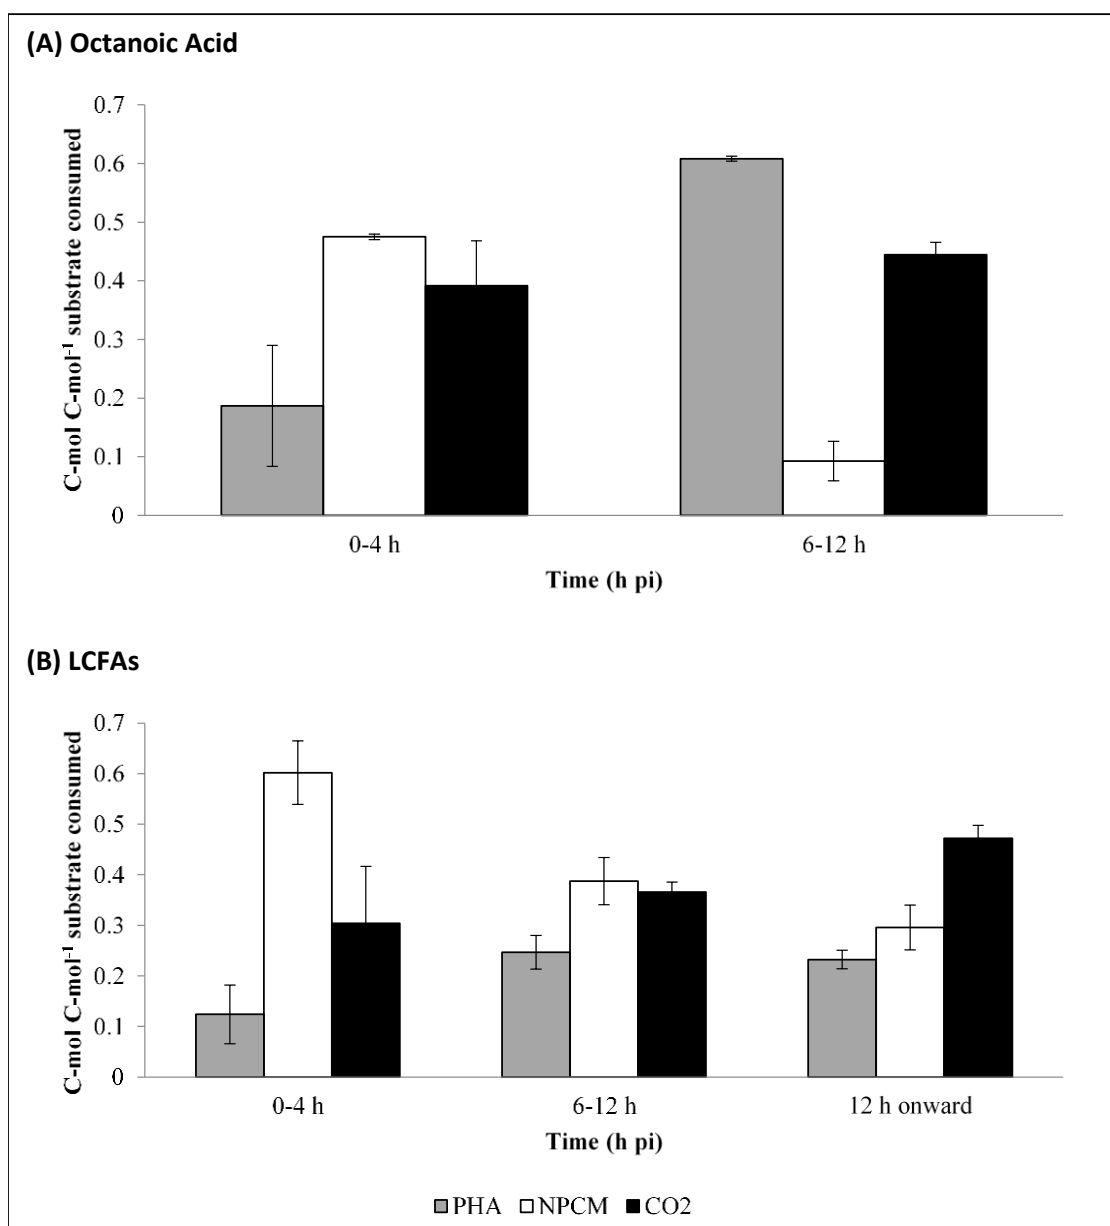 (A) Octanoic Acid
C-mol C-mol⁻¹ substrate consumed
0.7
0.6
0.5
0.4
0.3
0.2
0.1
0
0-4 h
6-12 h
Time (h pi)
(B) LCFAs
C-mol C-mol⁻¹ substrate consumed
0.7
0.6
0.5
0.4
0.3
0.2
0.1
0
0-4 h
6-12 h
12 h onward
Time (h pi)
PHA NPCM CO2